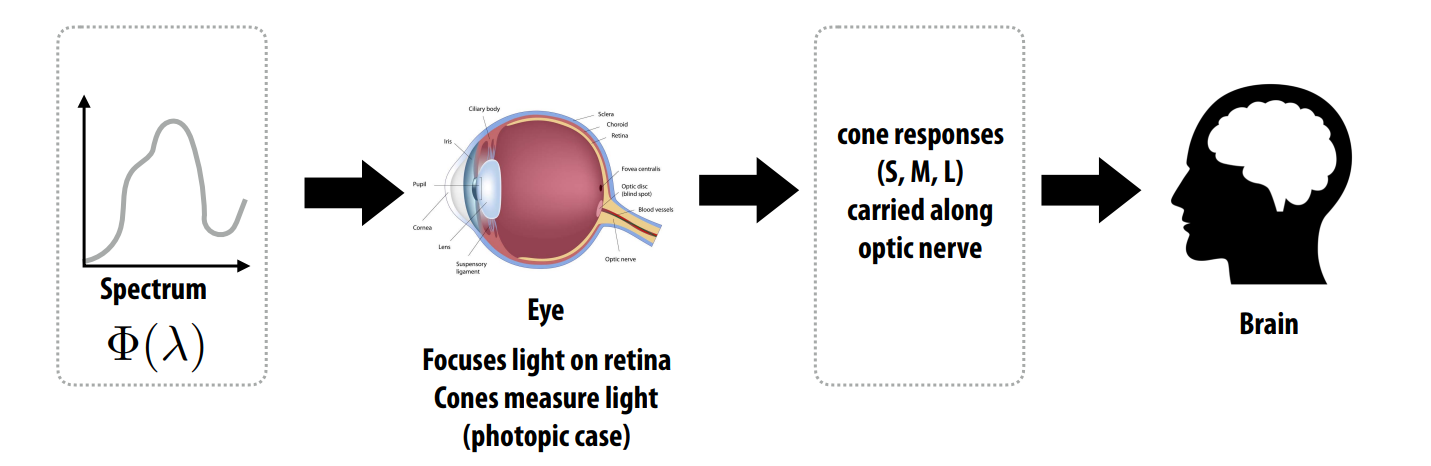 Spectrum
Φ(λ)
Ciliary body
Sclera
Choroid
Retina
Iris
Fovea centralis
Pupil
Optic disc
(blind spot)
Blood vessels
Cornea
Lens
Suspensory
ligament
Optic nerve
Eye
Focuses light on retina
Cones measure light
(photopic case)
cone responses
(S, M, L)
carried along
optic nerve
Brain